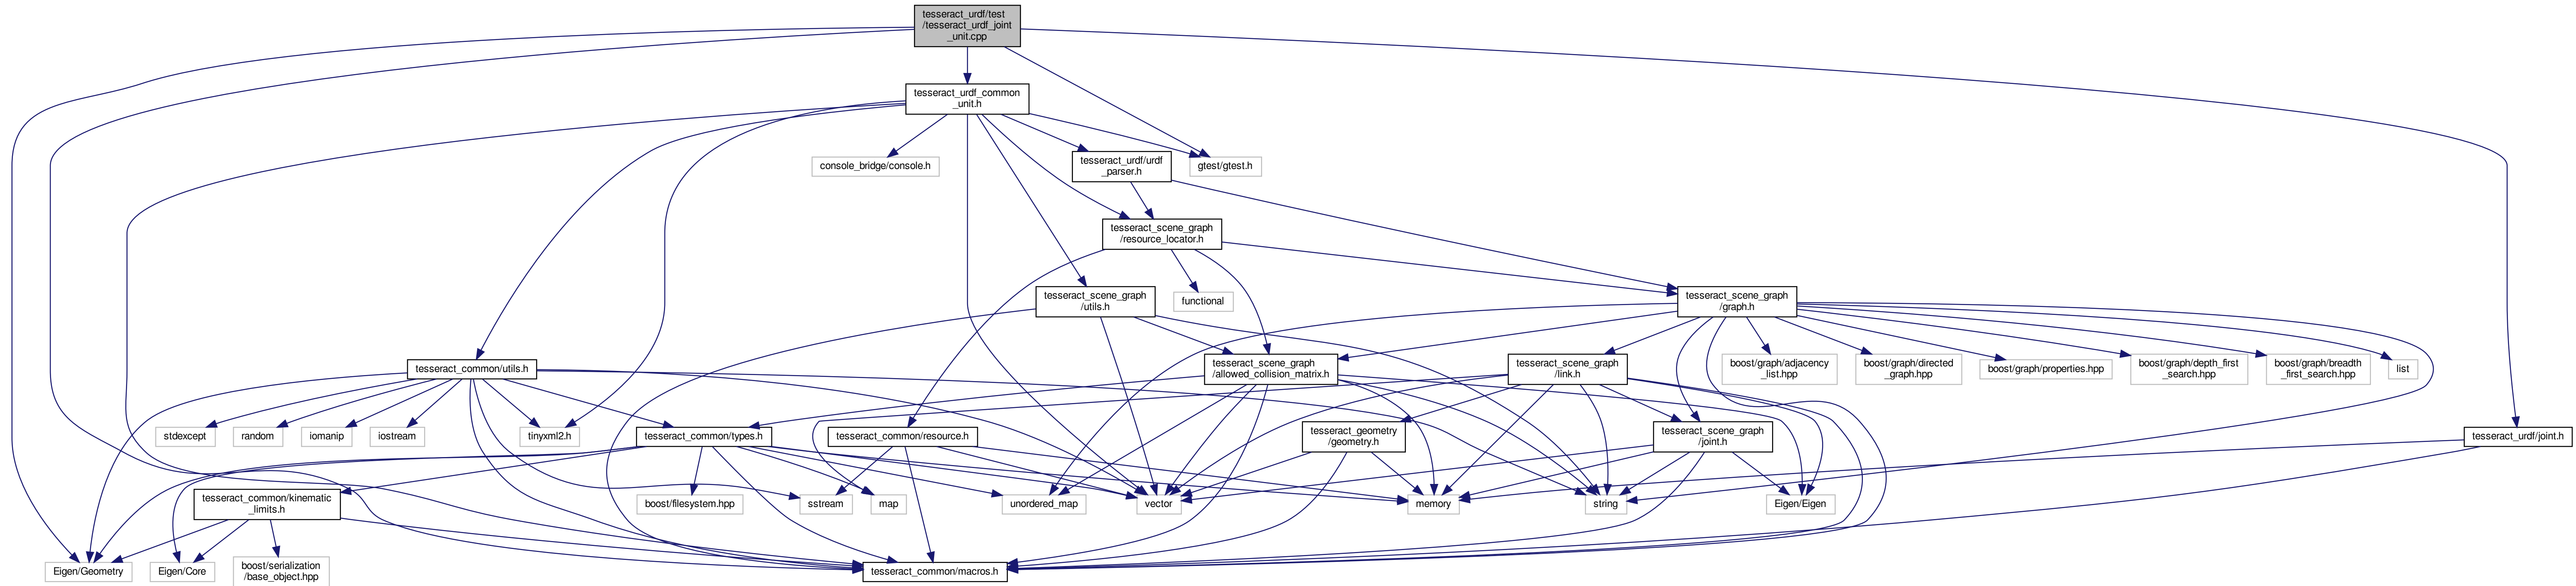 tesseract_urdf/test
/tesseract_urdf_joint
_unit.cpp
tesseract_urdf_common
_unit.h
console_bridge/console.h
tesseract_urdf/urdf
_parser.h
gtest/gtest.h
tesseract_scene_graph
/resource_locator.h
tesseract_scene_graph
/utils.h
functional
tesseract_scene_graph
/graph.h
tesseract_common/utils.h
tesseract_scene_graph
/allowed_collision_matrix.h
tesseract_scene_graph
/link.h
boost/graph/adjacency
_list.hpp
boost/graph/directed
_graph.hpp
boost/graph/properties.hpp
boost/graph/depth_first
_search.hpp
boost/graph/breadth
_first_search.hpp
list
stdexcept
random
iomanip
iostream
tinyxml2.h
tesseract_common/types.h
tesseract_common/resource.h
tesseract_geometry
/geometry.h
tesseract_scene_graph
/joint.h
tesseract_urdf/joint.h
tesseract_common/kinematic
_limits.h
boost/filesystem.hpp
sstream
map
unordered_map
vector
memory
string
Eigen/Eigen
Eigen/Geometry
Eigen/Core
boost/serialization
/base_object.hpp
tesseract_common/macros.h